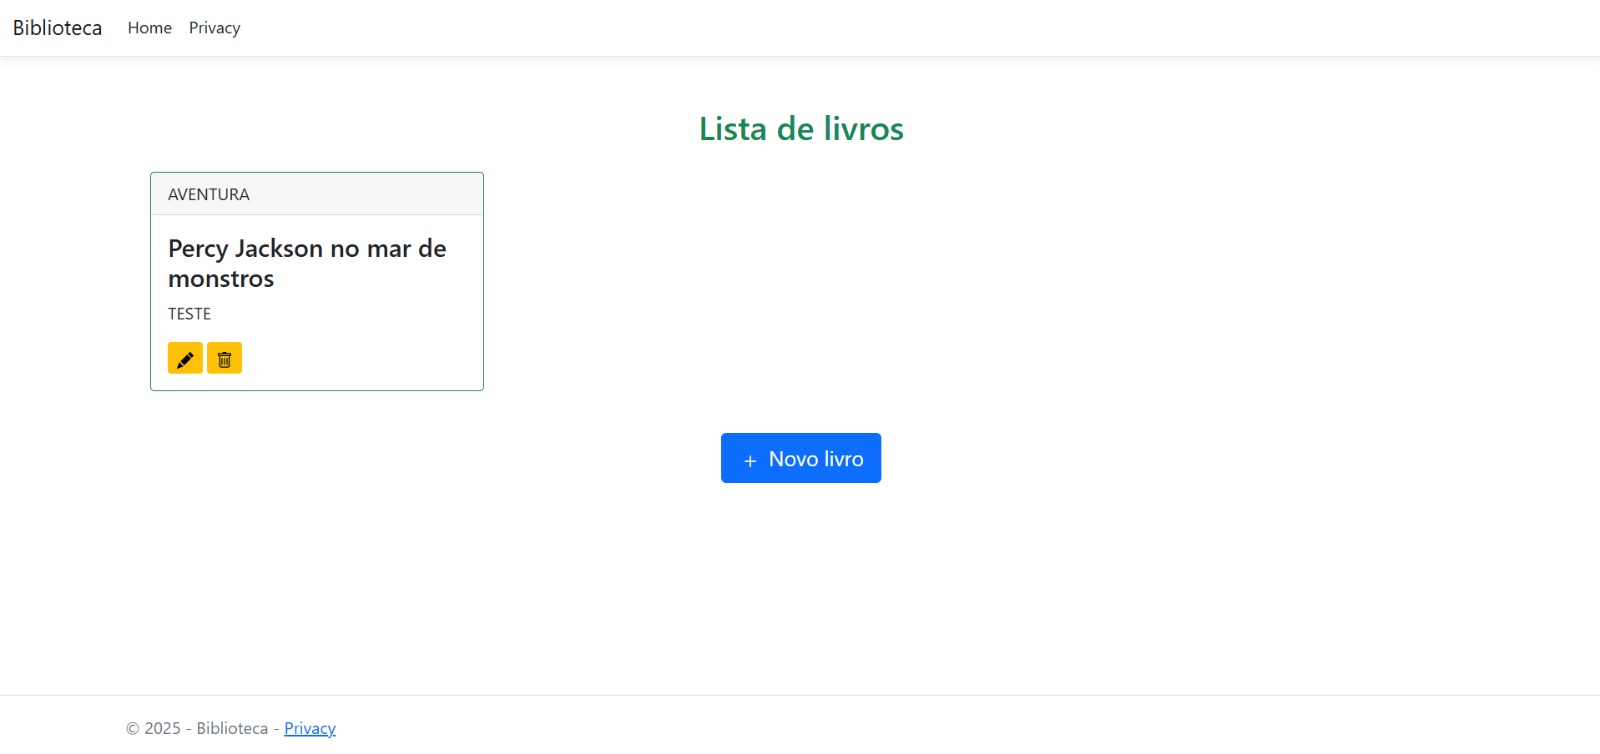 Biblioteca Home Privacy
Lista de livros
AVENTURA
Percy Jackson no mar de
monstros
TESTE
+ Novo livro
© 2025 - Biblioteca - Privacy